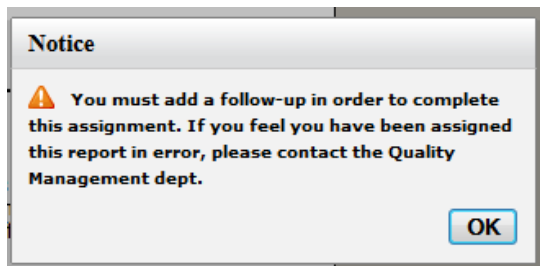 Notice
You must add a follow-up in order to complete
this assignment. If you feel you have been assigned
this report in error, please contact the Quality
Management dept.
OK